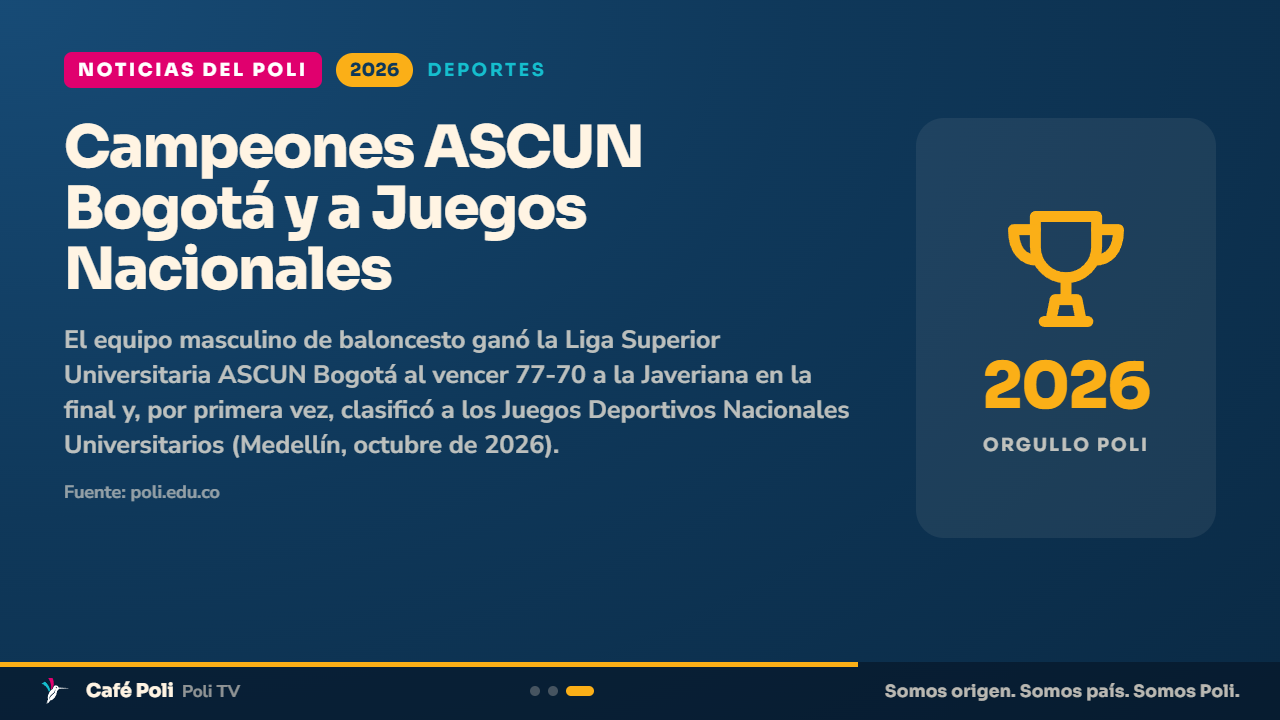 NOTICIAS DEL POLI 2026 DEPORTES
Campeones ASCUN
Bogotá y a Juegos
Nacionales
El equipo masculino de baloncesto ganó la Liga Superior
Universitaria ASCUN Bogotá al vencer 77-70 a la Javeriana en la
final y, por primera vez, clasificó a los Juegos Deportivos Nacionales
Universitarios (Medellín, octubre de 2026).
Fuente: poli.edu.co
2026
ORGULLO POLI
Café Poli Poli TV
Somos origen. Somos país. Somos Poli.